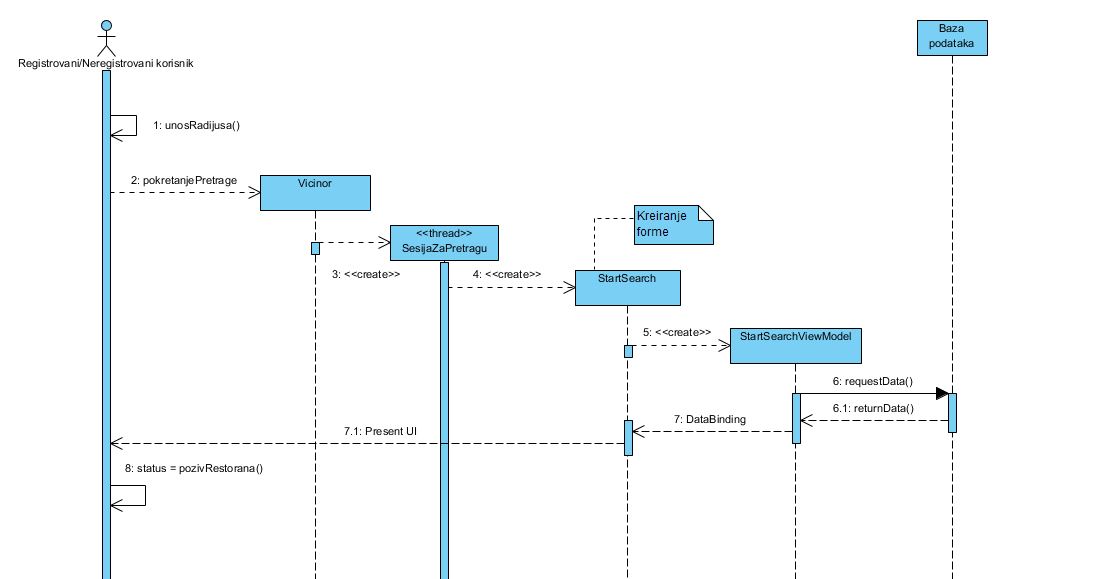 Baza
podataka
Registrovani/Neregistrovani korisnik
1: unosRadijusa()
2: pokretanjePretrage
Vicinor
Kreiranje
forme
<<thread>>
SesijaZaPretragu
3: <<create>>
4: <<create>>
StartSearch
5: <<create>>
StartSearchViewModel
6: requestData()
6.1: returnData()
7: DataBinding
7.1: Present UI
8: status = pozivRestorana()